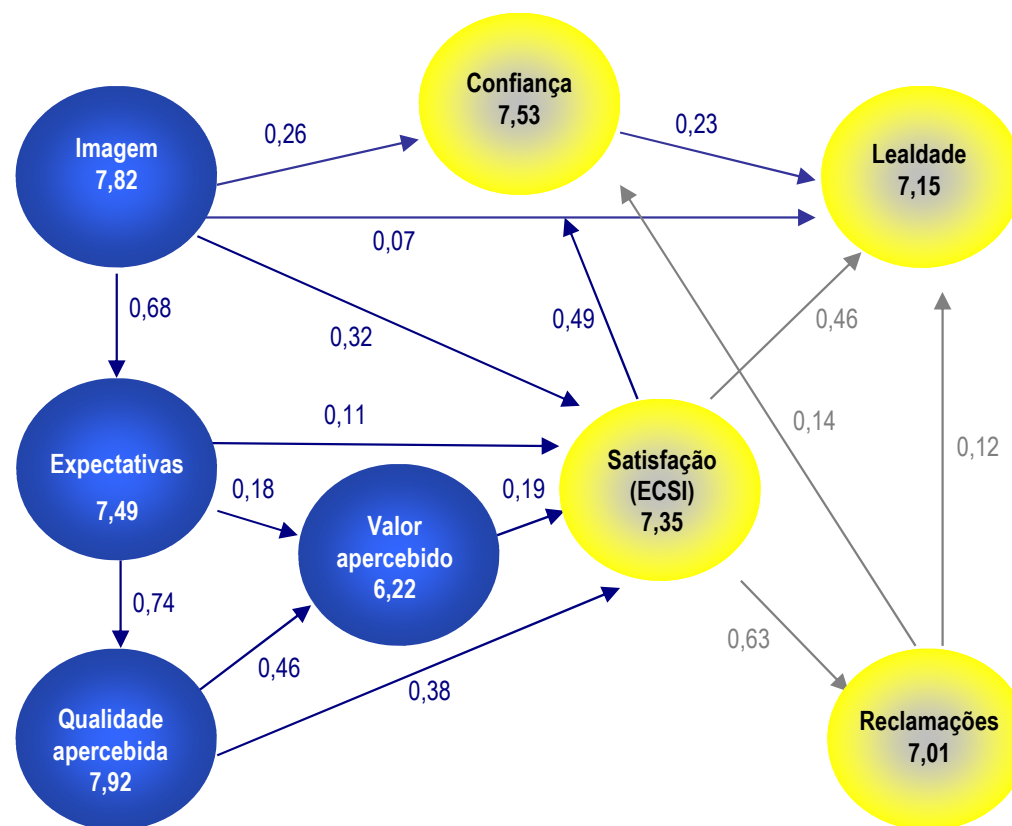 Confiança
7,53
Imagem
7,82
0,26
0,23
Lealdade
7,15
0,07
0,68
0,32
0,49
0,46
0,11
0,14
0,12
Expectativas
7,49
0,18
0,19
Satisfação
(ECSI)
7,35
Valor
apercebido
6,22
0,74
0,46
0,63
0,38
Qualidade
apercebida
7,92
Reclamações
7,01